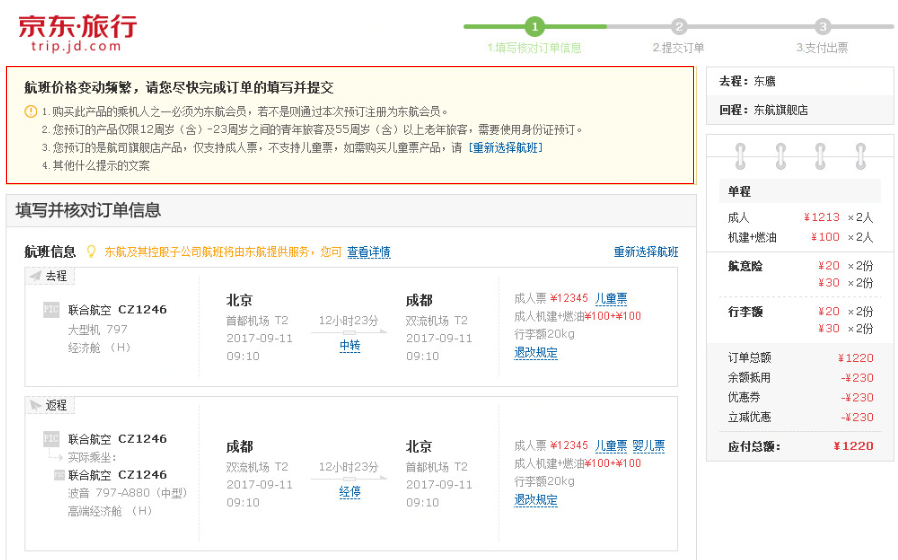 京东·旅行
trip.jd.com
1
2
3
1.填写核对订单信息
2.提交订单
3.支付出票
航班价格变动频繁，请您尽快完成订单的填写并提交
1.购买此产品的乘机人之一必须为东航会员，若不是则通过本次预订注册为东航会员。
2.您预订的产品仅限12周岁（含）-23周岁之间的青年旅客及55周岁（含）以上老年旅客，需要使用身份证预订。
3.您预订的是航司旗舰店产品，仅支持成人票，不支持儿童票，如需购买儿童票产品，请 [重新选择航班]
4.其他什么提示的文案
填写并核对订单信息
航班信息 东航及其控股子公司航班将由东航提供服务，您可 查看详情
重新选择航班
去程
PIC 联合航空 CZ1246
大型机 797
经济舱 （H）
北京
首都机场 T2
2017-09-11
09:10
12小时23分
中转
成都
双流机场 T2
2017-09-11
09:10
成人票 ¥12345 儿童票
成人机建+燃油¥100+¥100
行李额20kg
退改规定
返程
PIC 联合航空 CZ1246
实际乘坐：
联合航空 CZ1246
波音 797-A880（中型）
高端经济舱 （H）
成都
双流机场 T2
2017-09-11
09:10
12小时23分
经停
北京
首都机场 T2
2017-09-11
09:10
成人票 ¥12345 儿童票 婴儿票
成人机建+燃油¥100+¥100
行李额20kg
退改规定
去程：东鹰
回程：东航旗舰店
单程
成人 ¥1213 ×2人
机建+燃油 ¥100 ×2人
航意险 ¥20 ×2份
¥30 ×2份
行李额 ¥20 ×2份
¥30 ×2份
订单总额 ¥1220
余额抵用 -¥230
优惠券 -¥230
立减优惠 -¥230
应付总额： ¥1220